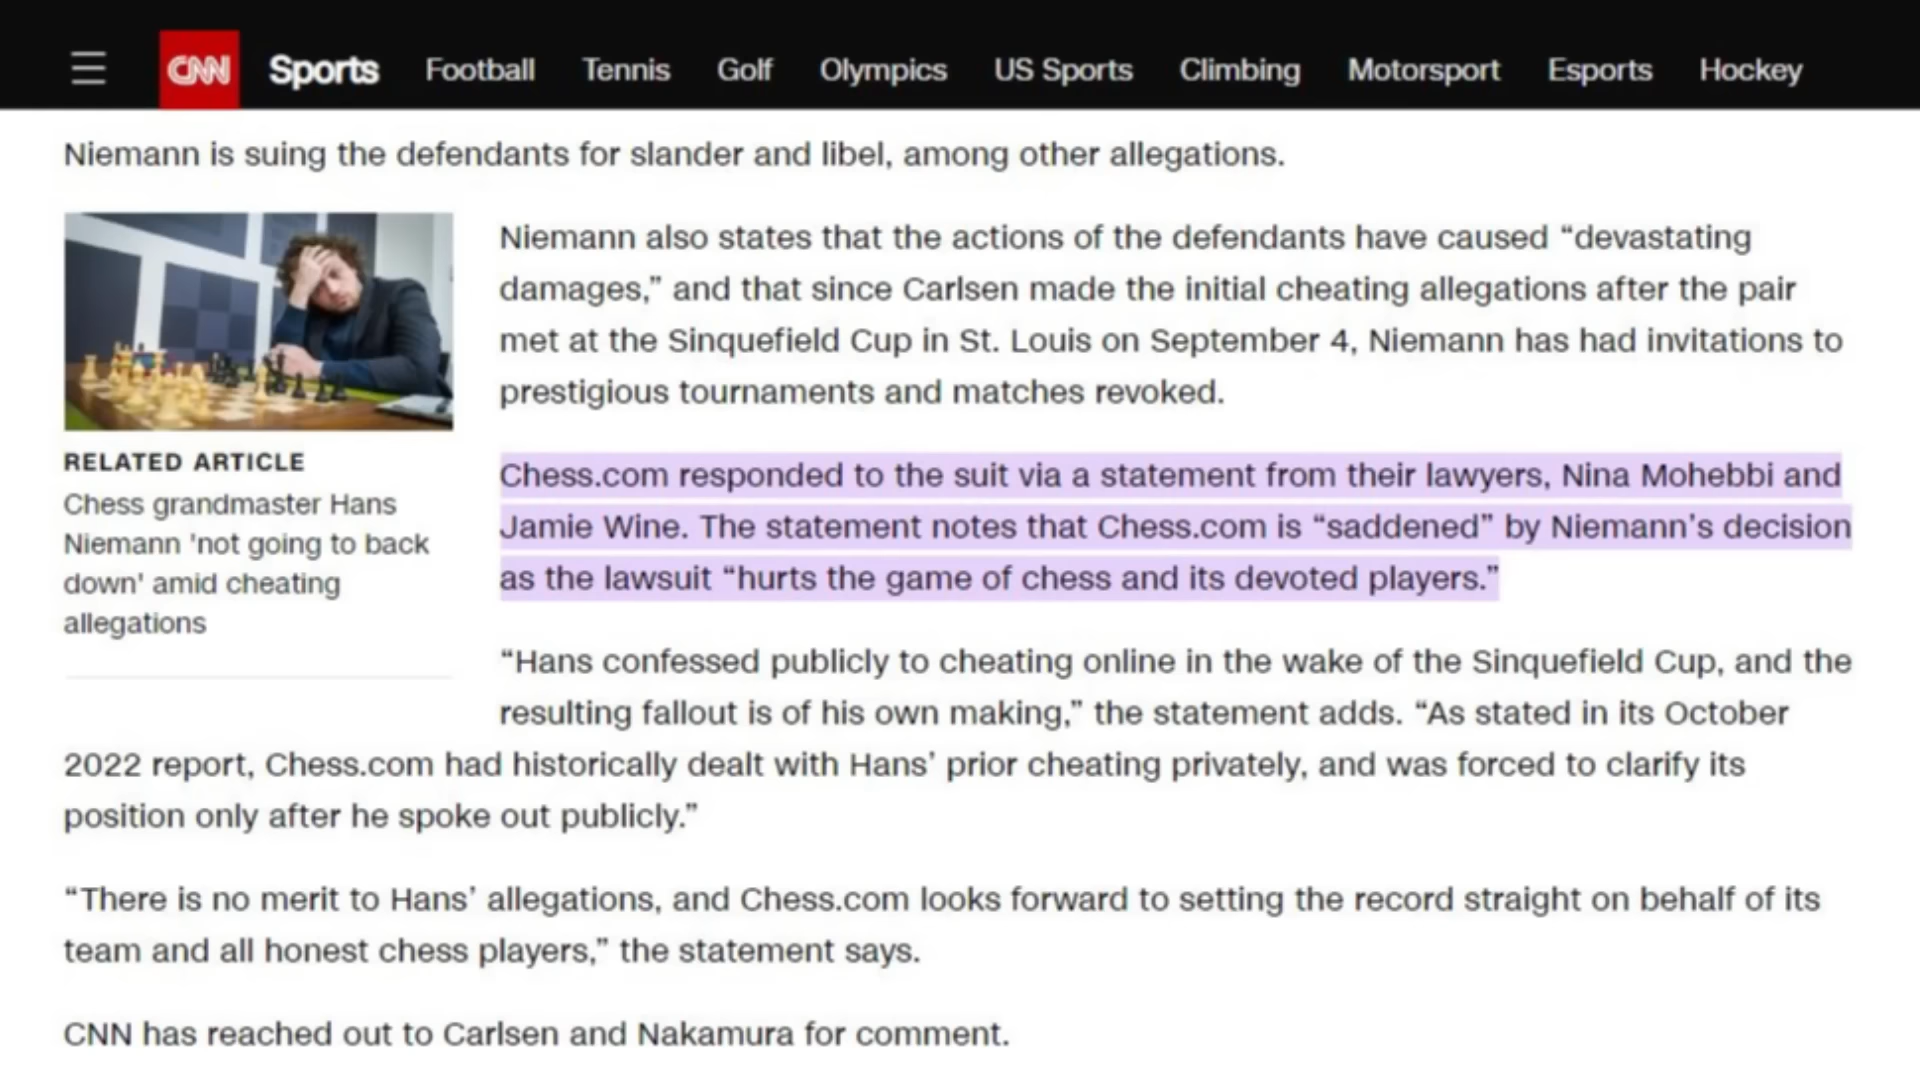 CNN Sports Football Tennis Golf Olympics US Sports Climbing Motorsport Esports Hockey
Niemann is suing the defendants for slander and libel, among other allegations.
RELATED ARTICLE
Chess grandmaster Hans
Niemann 'not going to back
down' amid cheating
allegations
Niemann also states that the actions of the defendants have caused “devastating
damages,” and that since Carlsen made the initial cheating allegations after the pair
met at the Sinquefield Cup in St. Louis on September 4, Niemann has had invitations to
prestigious tournaments and matches revoked.
Chess.com responded to the suit via a statement from their lawyers, Nina Mohebbi and
Jamie Wine. The statement notes that Chess.com is “saddened” by Niemann’s decision
as the lawsuit “hurts the game of chess and its devoted players.”
“Hans confessed publicly to cheating online in the wake of the Sinquefield Cup, and the
resulting fallout is of his own making,” the statement adds. “As stated in its October
2022 report, Chess.com had historically dealt with Hans’ prior cheating privately, and was forced to clarify its
position only after he spoke out publicly.”
“There is no merit to Hans’ allegations, and Chess.com looks forward to setting the record straight on behalf of its
team and all honest chess players,” the statement says.
CNN has reached out to Carlsen and Nakamura for comment.